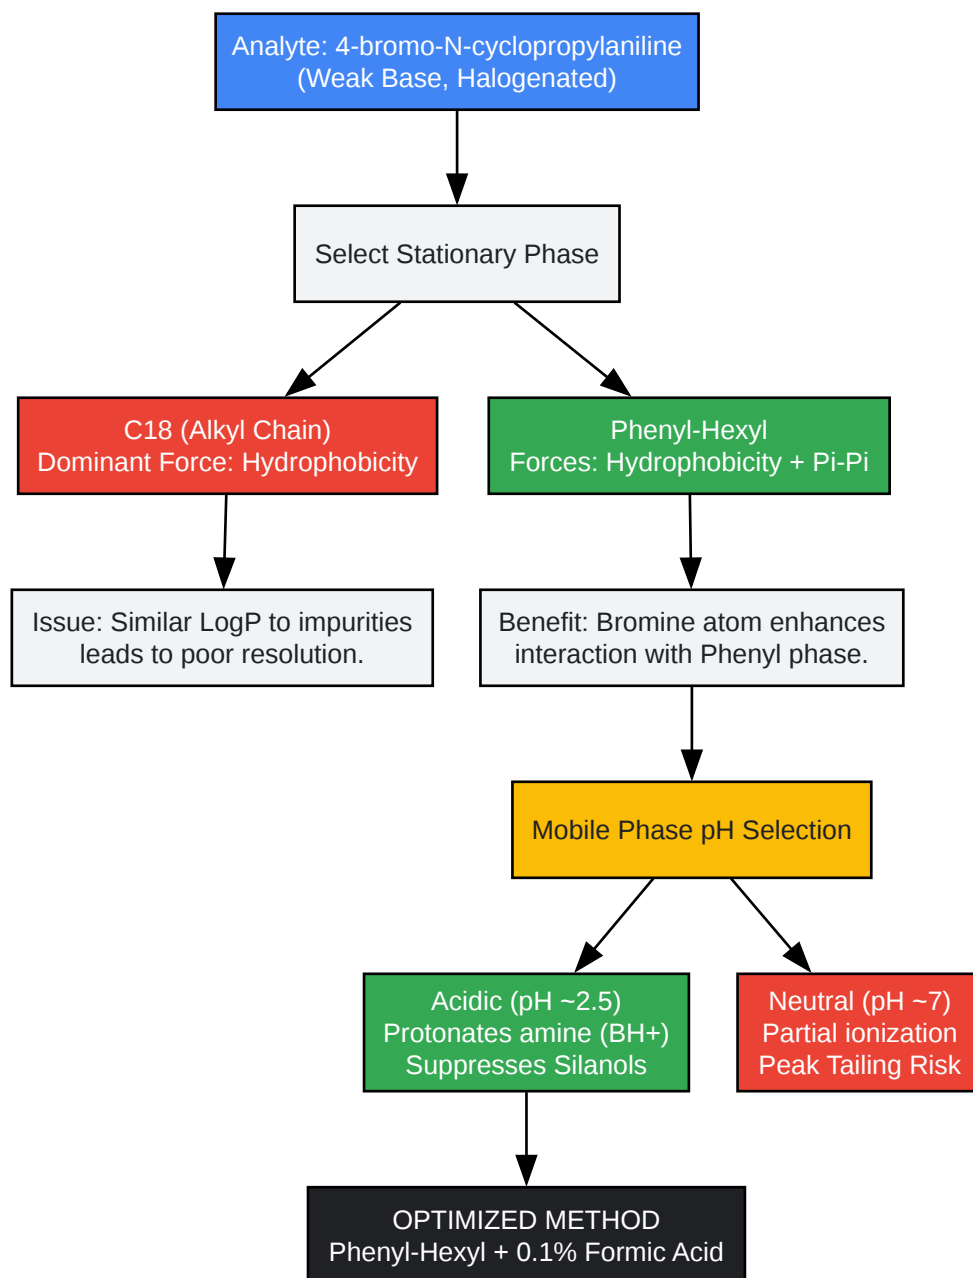 Analyte: 4-bromo-N-cyclopropylaniline
(Weak Base, Halogenated)
Select Stationary Phase
C18 (Alkyl Chain)
Dominant Force: Hydrophobicity
Phenyl-Hexyl
Forces: Hydrophobicity + Pi-Pi
Issue: Similar LogP to impurities
leads to poor resolution.
Benefit: Bromine atom enhances
interaction with Phenyl phase.
Mobile Phase pH Selection
Acidic (pH ~2.5)
Protonates amine (BH+)
Suppresses Silanols
Neutral (pH ~7)
Partial ionization
Peak Tailing Risk
OPTIMIZED METHOD
Phenyl-Hexyl + 0.1% Formic Acid